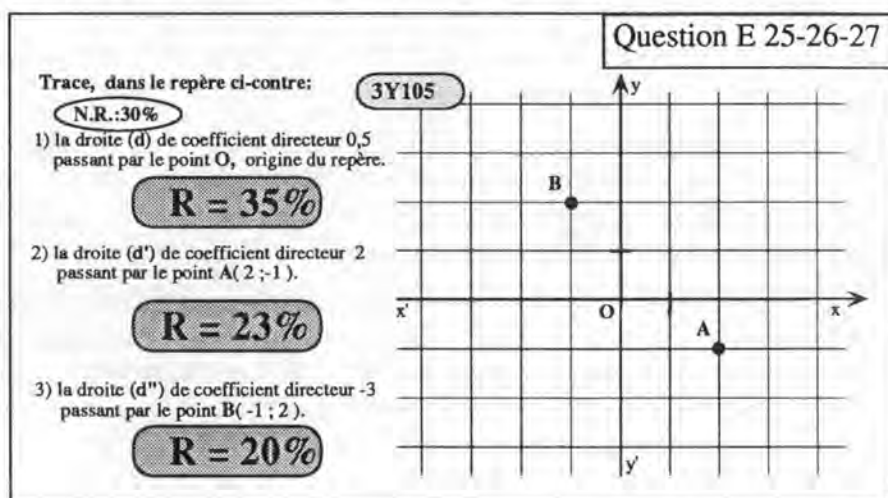 Question E 25-26-27
Trace, dans le repère ci-contre:
N.R.:30%
1) la droite (d) de coefficient directeur 0,5
passant par le point O, origine du repère.
R = 35%
2) la droite (d') de coefficient directeur 2
passant par le point A( 2 ;-1 ).
R = 23%
3) la droite (d") de coefficient directeur -3
passant par le point B( -1 ; 2 ).
R = 20%
3Y105
y
B
x'
O
x
A
y'